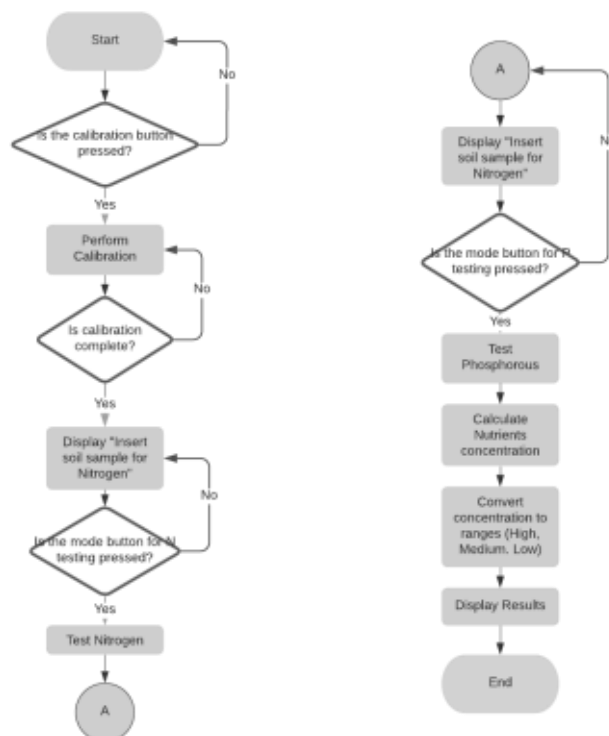 Start
No
Is the calibration button
pressed?
Yes
Perform
Calibration
No
Is calibration
complete?
Yes
Display "Insert
soil sample for
Nitrogen"
No
Is the mode button for N
testing pressed?
Yes
Test Nitrogen
A
A
N
Display "Insert
soil sample for
Nitrogen"
Is the mode button for P
testing pressed?
Yes
Test
Phosphorous
Calculate
Nutrients
concentration
Convert
concentration to
ranges (High,
Medium. Low)
Display Results
End